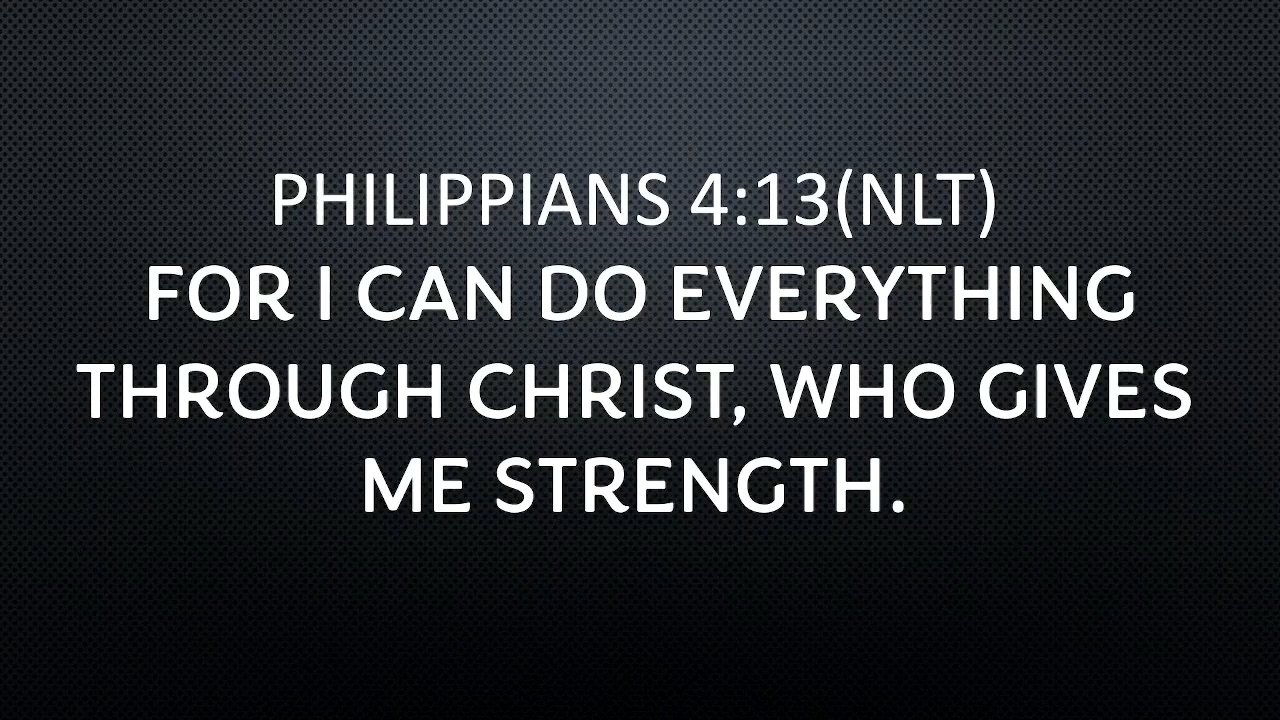 PHILIPPIANS 4:13(NLT)
FOR I CAN DO EVERYTHING
THROUGH CHRIST, WHO GIVES
ME STRENGTH.